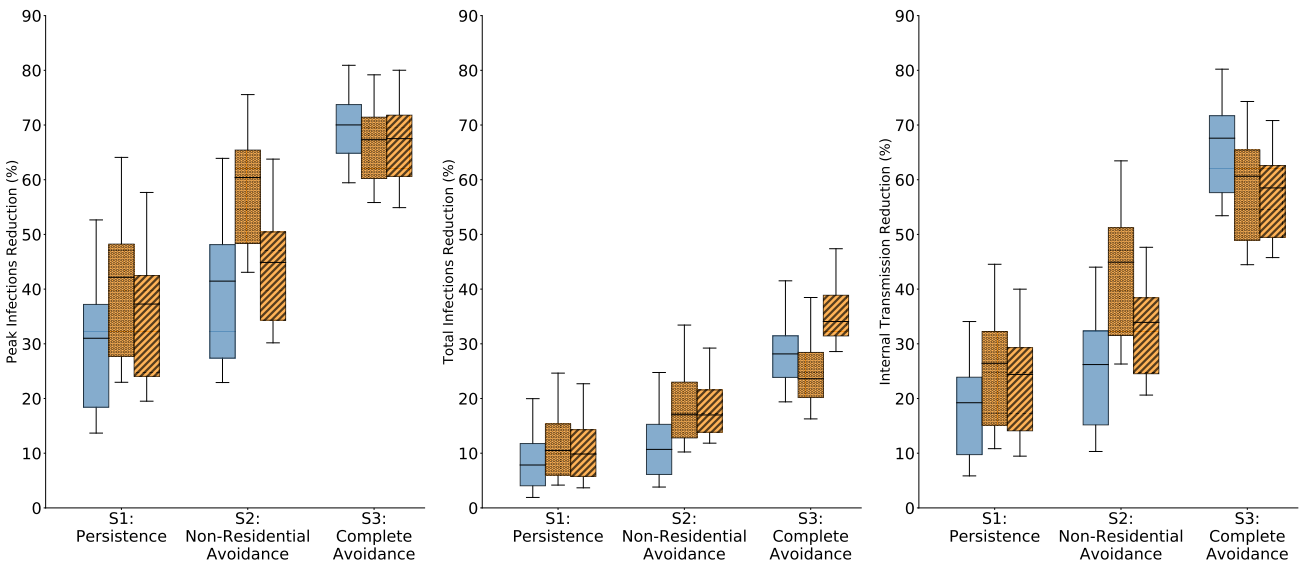 Peak Infections Reduction (%)
90
80
70
60
50
40
30
20
10
0
S1:
Persistence
S2:
Non-Residential
Avoidance
S3:
Complete
Avoidance
Total Infections Reduction (%)
90
80
70
60
50
40
30
20
10
0
S1:
Persistence
S2:
Non-Residential
Avoidance
S3:
Complete
Avoidance
Internal Transmission Reduction (%)
90
80
70
60
50
40
30
20
10
0
S1:
Persistence
S2:
Non-Residential
Avoidance
S3:
Complete
Avoidance